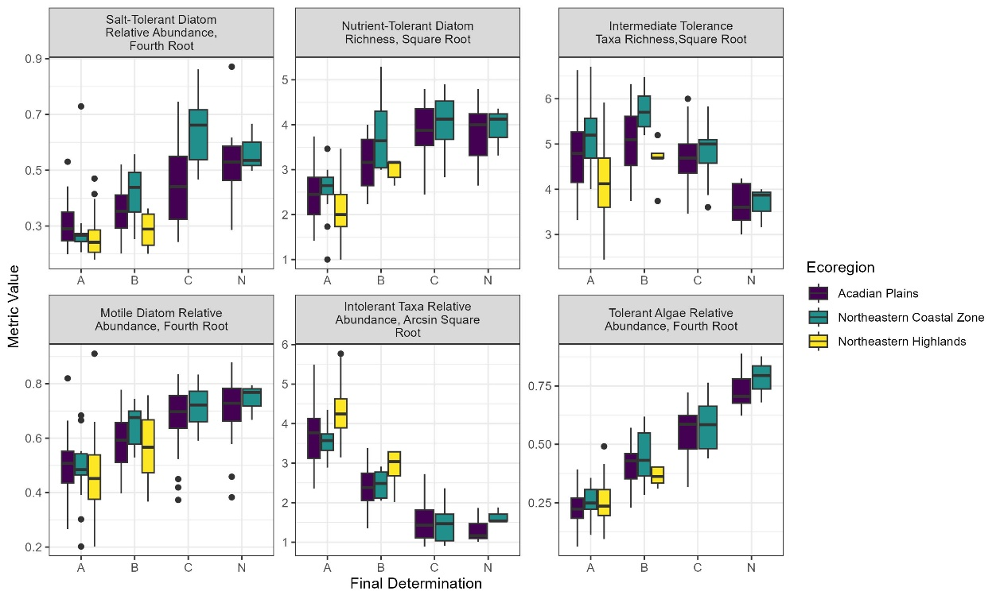 Salt-Tolerant Diatom
Relative Abundance,
Fourth Root
Nutrient-Tolerant Diatom
Richness, Square Root
Intermediate Tolerance
Taxa Richness,Square Root
0.9
0.7
0.5
0.3
5
4
3
2
1
6
5
4
3
A B C N
A B C N
A B C N
Motile Diatom Relative
Abundance, Fourth Root
Intolerant Taxa Relative
Abundance, Arcsin Square
Root
Tolerant Algae Relative
Abundance, Fourth Root
0.8
0.6
0.4
0.2
6
5
4
3
2
1
0.75
0.50
0.25
A B C N
A B C N
A B C N
Metric Value
Final Determination
Ecoregion
Acadian Plains
Northeastern Coastal Zone
Northeastern Highlands